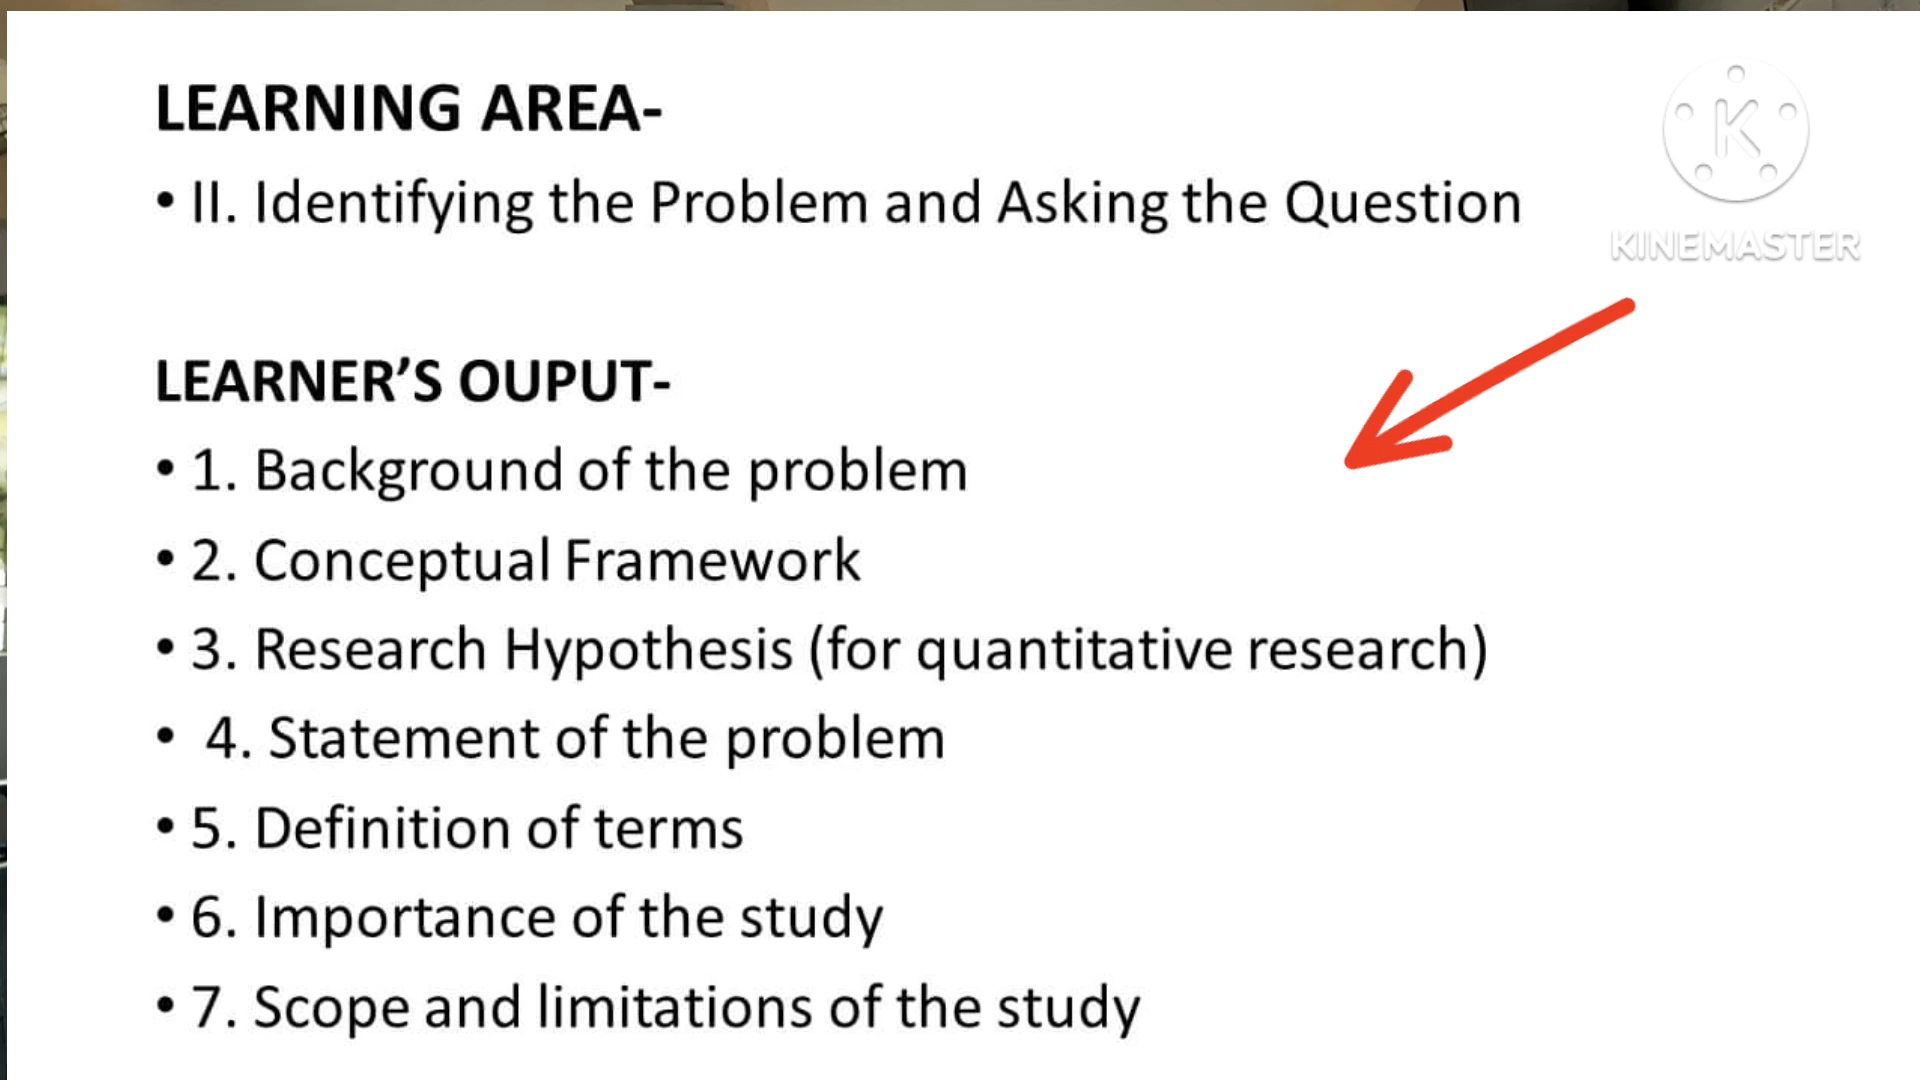 LEARNING AREA-
• II. Identifying the Problem and Asking the Question
K
KINEMASTER
LEARNER’S OUPUT-
• 1. Background of the problem
• 2. Conceptual Framework
• 3. Research Hypothesis (for quantitative research)
• 4. Statement of the problem
• 5. Definition of terms
• 6. Importance of the study
• 7. Scope and limitations of the study